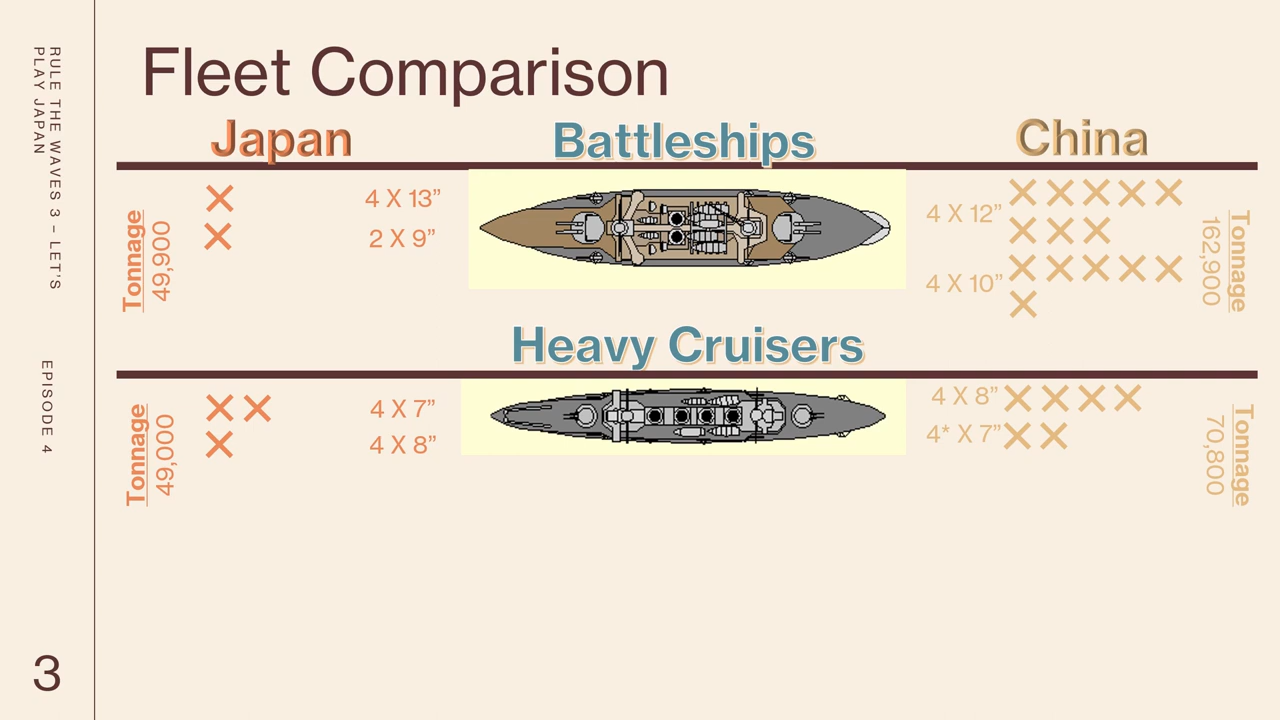 RULE THE WAVES 3 – LET'S
PLAY JAPAN
EPISODE 4
3
Fleet Comparison
Japan
Battleships
China
Tonnage
49,900
4 X 13”
2 X 9”
4 X 12”
4 X 10”
Tonnage
162,900
Heavy Cruisers
Tonnage
49,000
4 X 7”
4 X 8”
4 X 8”
4* X 7”
Tonnage
70,800